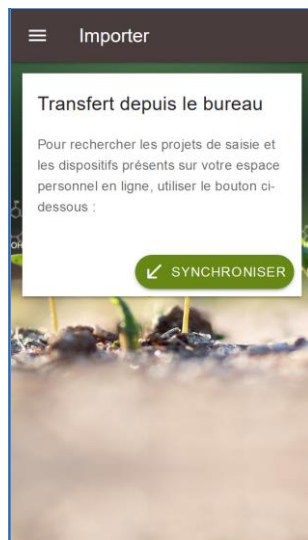 Importer
Transfert depuis le bureau
Pour rechercher les projets de saisie et
les dispositifs présents sur votre espace
personnel en ligne, utiliser le bouton ci-
dessous :
OH
SYNCHRONISER